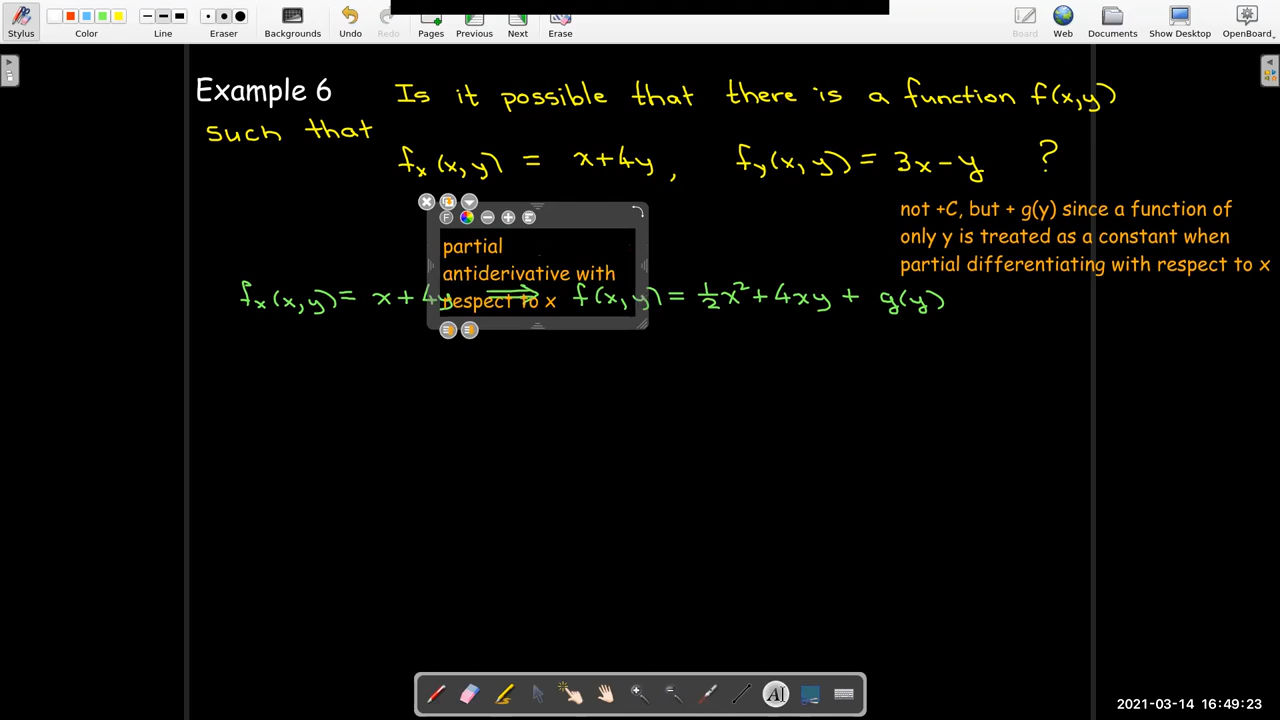 Stylus
Color
Line
Eraser
Backgrounds
Undo
Redo
Pages
Previous
Next
Erase
Board
Web
Documents
Show Desktop
OpenBoard
Example 6 Is it possible that there is a function f(x,y)
such that
fₓ(x,y) = x+4y, f_y(x,y) = 3x-y ?
not +C, but + g(y) since a function of
only y is treated as a constant when
partial differentiating with respect to x
F
partial
antiderivative with
respect to x
fₓ(x,y) = x+4y ⟹ f(x,y) = ½x² + 4xy + g(y)
AI
2021-03-14 16:49:23